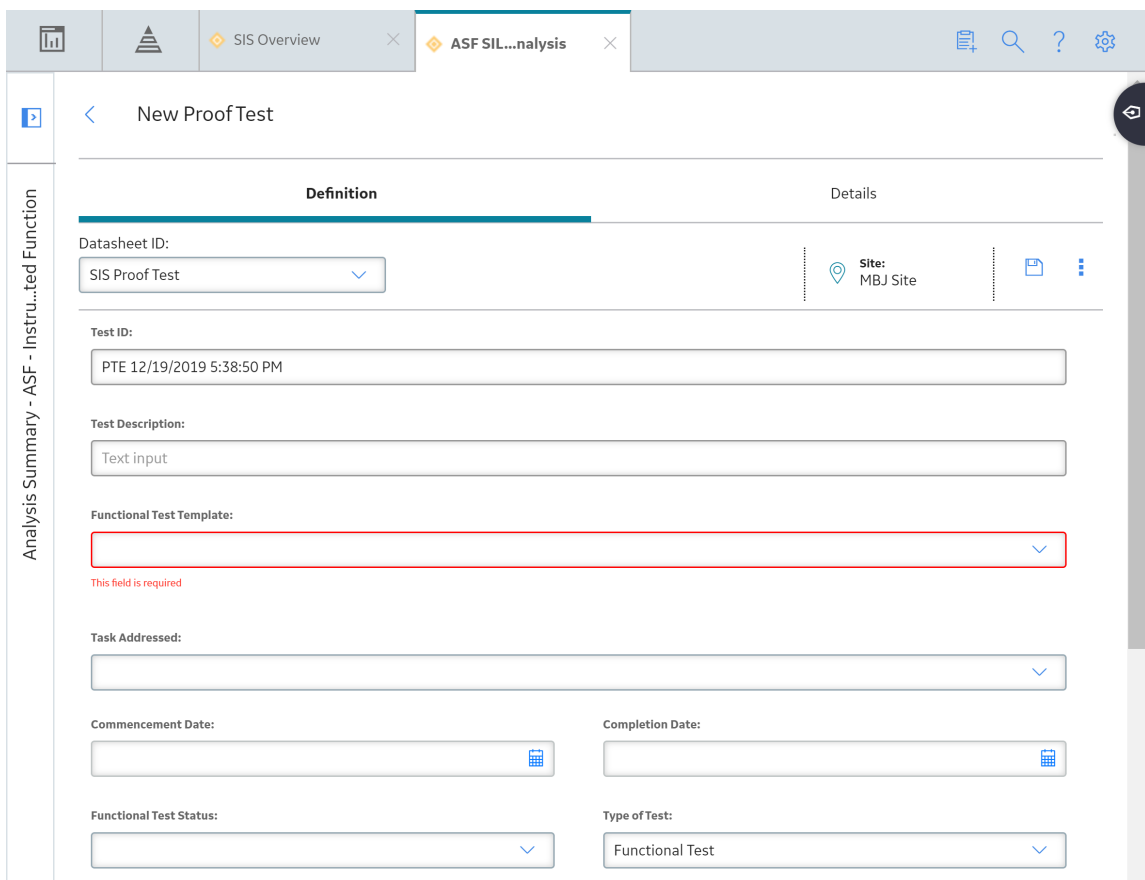 SIS Overview
ASF SIL...nalysis
New Proof Test
Analysis Summary - ASF - Instru...ted Function
Definition
Details
Datasheet ID:
SIS Proof Test
Site:
MBJ Site
Test ID:
PTE 12/19/2019 5:38:50 PM
Test Description:
Text input
Functional Test Template:
This field is required
Task Addressed:
Commencement Date:
Completion Date:
Functional Test Status:
Type of Test:
Functional Test